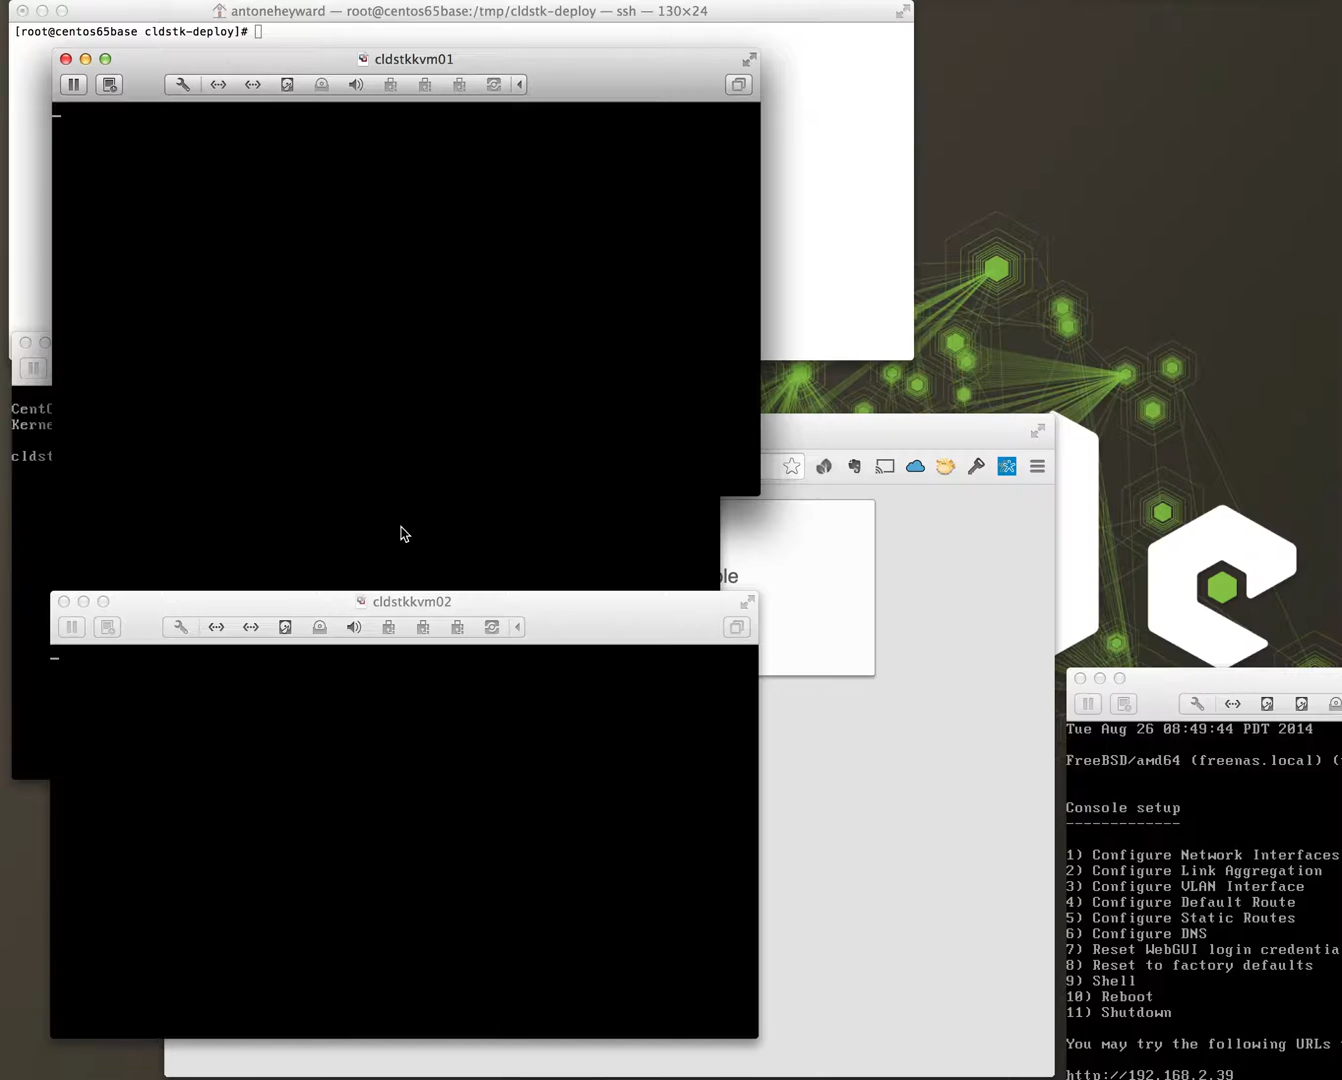 antoneheyward — root@centos65base:/tmp/cldstk-deploy — ssh — 130×24
[root@centos65base cldstk-deploy]#
cldstkkvm01
CentO
Kerne
cldst
ple
cldstkkvm02
Tue Aug 26 08:49:44 PDT 2014
FreeBSD/amd64 (freenas.local) (
Console setup
-------------
1) Configure Network Interfaces
2) Configure Link Aggregation
3) Configure VLAN Interface
4) Configure Default Route
5) Configure Static Routes
6) Configure DNS
7) Reset WebGUI login credentia
8) Reset to factory defaults
9) Shell
10) Reboot
11) Shutdown
You may try the following URLs
http://192.168.2.39